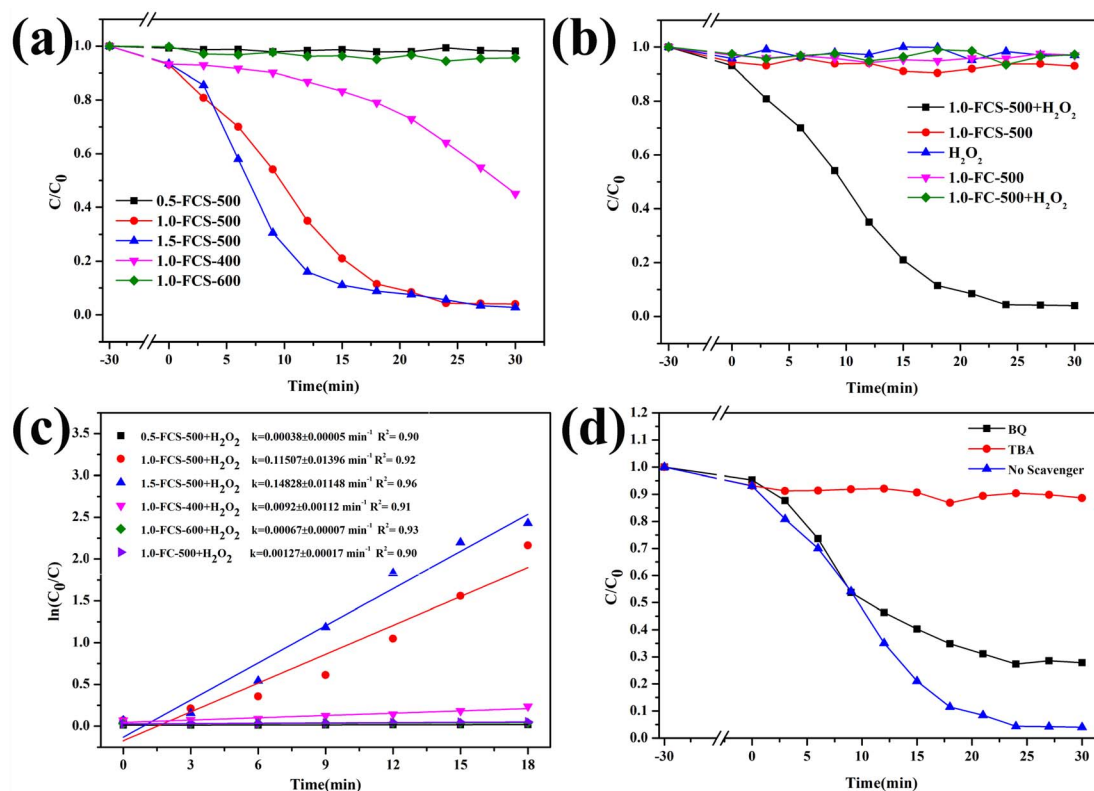 (a)
1.0
0.8
0.6
0.4
0.2
0.0
C/C0
0.5-FCS-500
1.0-FCS-500
1.5-FCS-500
1.0-FCS-400
1.0-FCS-600
-30 0 5 10 15 20 25 30
Time(min)
(b)
1.0
0.8
0.6
0.4
0.2
0.0
C/C0
1.0-FCS-500+H2O2
1.0-FCS-500
H2O2
1.0-FC-500
1.0-FC-500+H2O2
-30 0 5 10 15 20 25 30
Time(min)
(c)
3.5
3.0
2.5
2.0
1.5
1.0
0.5
0.0
ln(C0/C)
0.5-FCS-500+H2O2 k=0.00038±0.00005 min-1 R2= 0.90
1.0-FCS-500+H2O2 k=0.11507±0.01396 min-1 R2= 0.92
1.5-FCS-500+H2O2 k=0.14828±0.01148 min-1 R2= 0.96
1.0-FCS-400+H2O2 k=0.0092±0.00112 min-1 R2= 0.91
1.0-FCS-600+H2O2 k=0.00067±0.00007 min-1 R2= 0.93
1.0-FC-500+H2O2 k=0.00127±0.00017 min-1 R2= 0.90
0 3 6 9 12 15 18
Time(min)
(d)
1.2
1.1
1.0
0.9
0.8
0.7
0.6
0.5
0.4
0.3
0.2
0.1
0.0
C/C0
BQ
TBA
No Scavenger
-30 0 5 10 15 20 25 30
Time(min)